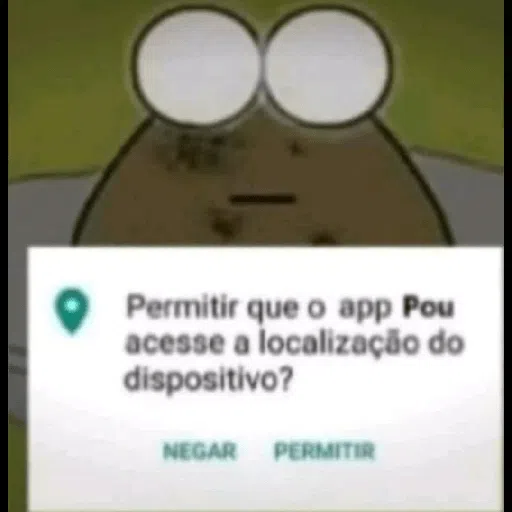 Permitir que o app Pou
acesse a localização do
dispositivo?
NEGAR PERMITIR